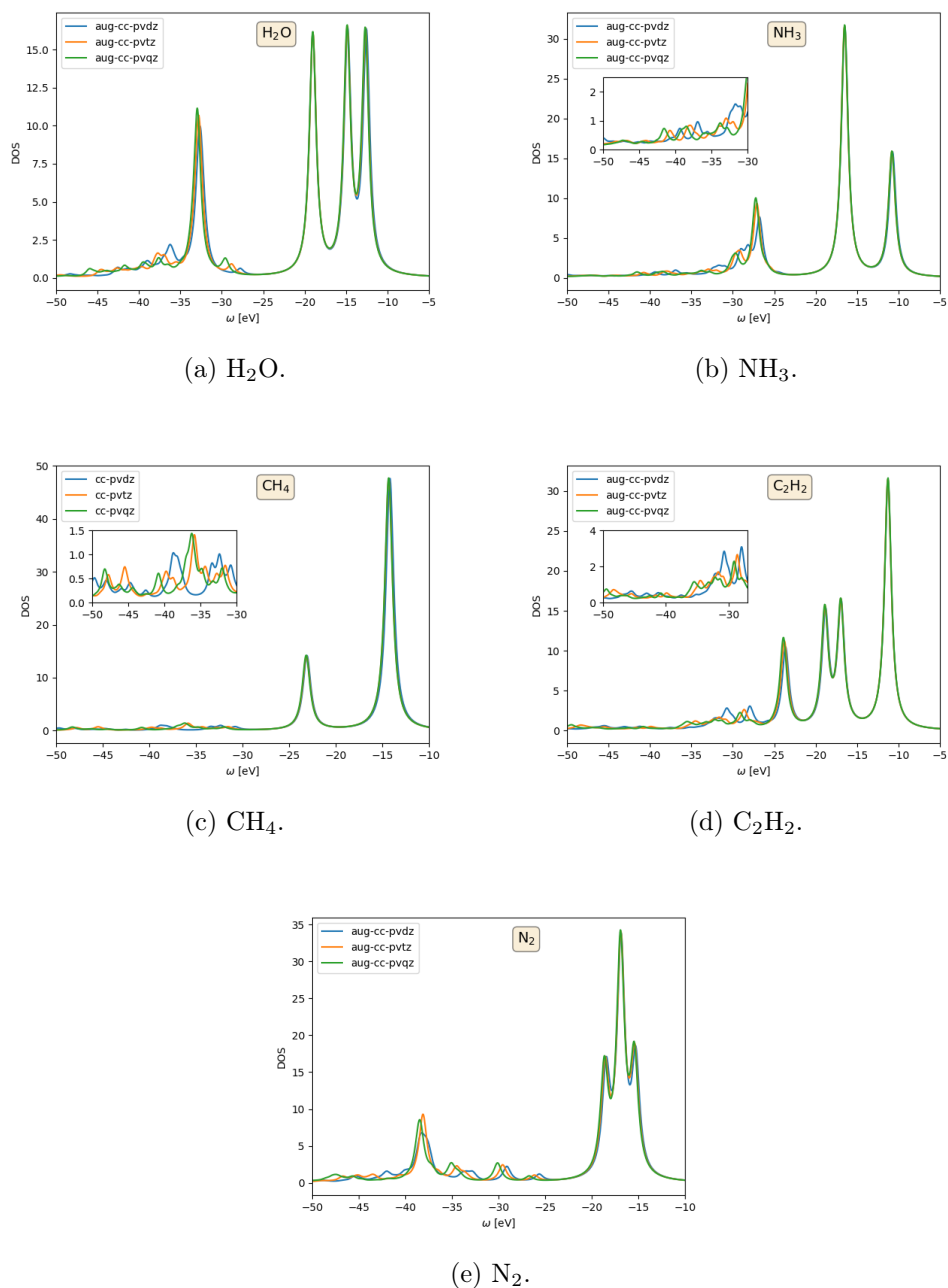 aug-cc-pvdz
aug-cc-pvtz
aug-cc-pvqz
H₂O
DOS
0.0
2.5
5.0
7.5
10.0
12.5
15.0
−50 −45 −40 −35 −30 −25 −20 −15 −10 −5
ω [eV]
(a) H₂O.
aug-cc-pvdz
aug-cc-pvtz
aug-cc-pvqz
NH₃
DOS
0
5
10
15
20
25
30
0
1
2
−50 −45 −40 −35 −30
−50 −45 −40 −35 −30 −25 −20 −15 −10 −5
ω [eV]
(b) NH₃.
cc-pvdz
cc-pvtz
cc-pvqz
CH₄
DOS
0
10
20
30
40
50
0.0
0.5
1.0
1.5
−50 −45 −40 −35 −30
−50 −45 −40 −35 −30 −25 −20 −15 −10
ω [eV]
(c) CH₄.
aug-cc-pvdz
aug-cc-pvtz
aug-cc-pvqz
C₂H₂
DOS
0
5
10
15
20
25
30
0
2
4
−50 −40 −30
−50 −45 −40 −35 −30 −25 −20 −15 −10 −5
ω [eV]
(d) C₂H₂.
aug-cc-pvdz
aug-cc-pvtz
aug-cc-pvqz
N₂
DOS
0
5
10
15
20
25
30
35
−50 −45 −40 −35 −30 −25 −20 −15 −10
ω [eV]
(e) N₂.